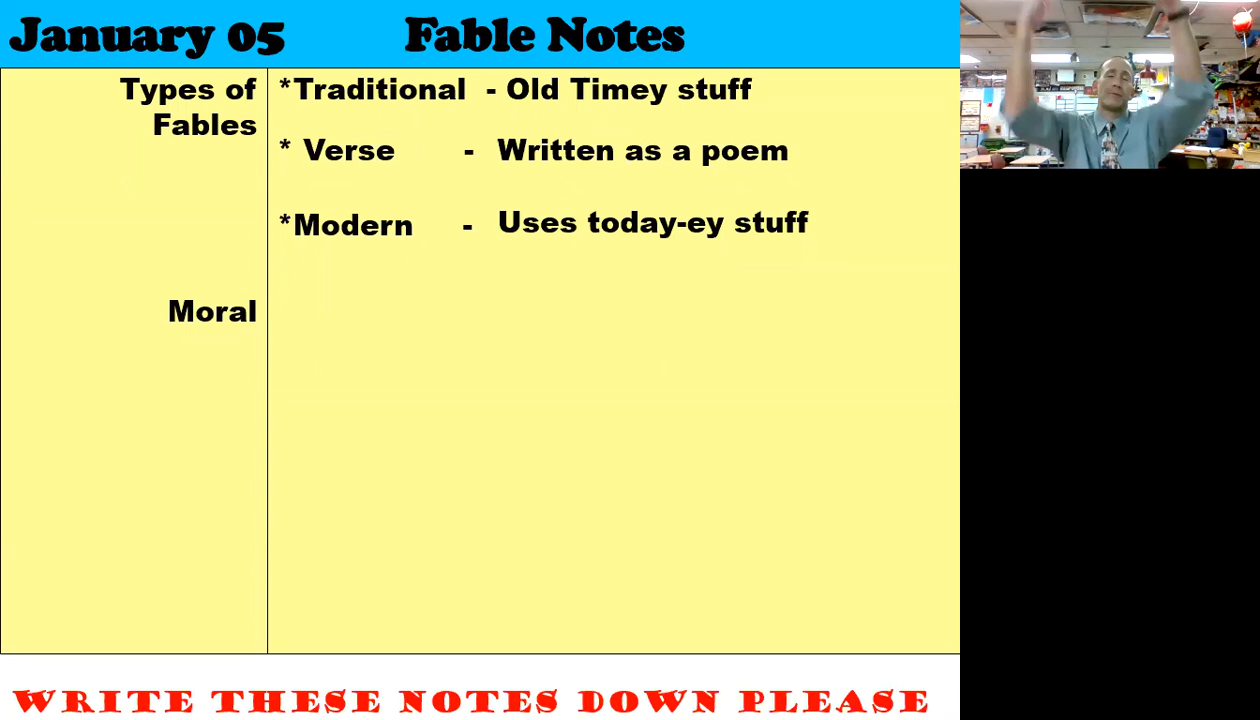 January 05 Fable Notes
Types of Fables
*Traditional - Old Timey stuff
* Verse - Written as a poem
*Modern - Uses today-ey stuff
Moral
WRITE THESE NOTES DOWN PLEASE